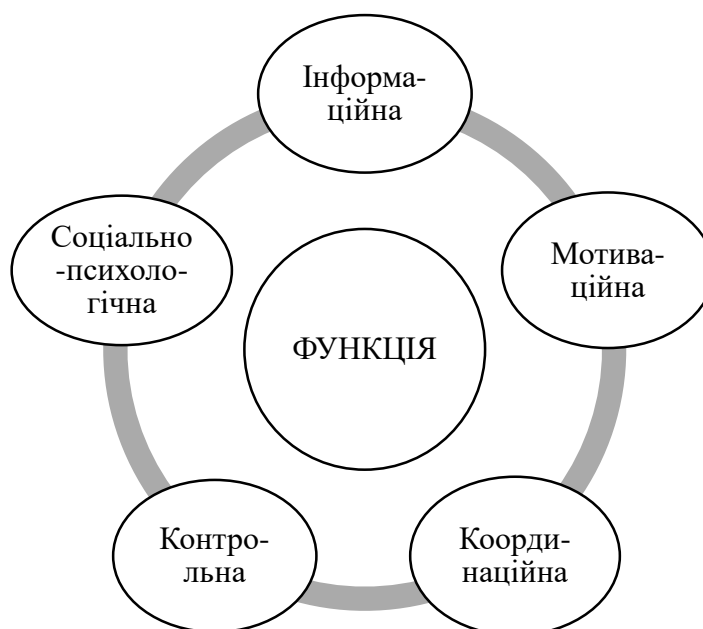 Інформа-
ційна
Мотива-
ційна
Коорди-
наційна
Контро-
льна
Соціально
-психоло-
гічна
ФУНКЦІЯ